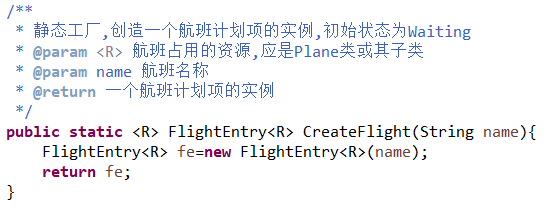 /**
 * 静态工厂,创造一个航班计划项的实例,初始状态为Waiting
 * @param <R> 航班占用的资源,应是Plane类或其子类
 * @param name 航班名称
 * @return 一个航班计划项的实例
 */
public static <R> FlightEntry<R> CreateFlight(String name){
    FlightEntry<R> fe=new FlightEntry<R>(name);
    return fe;
}